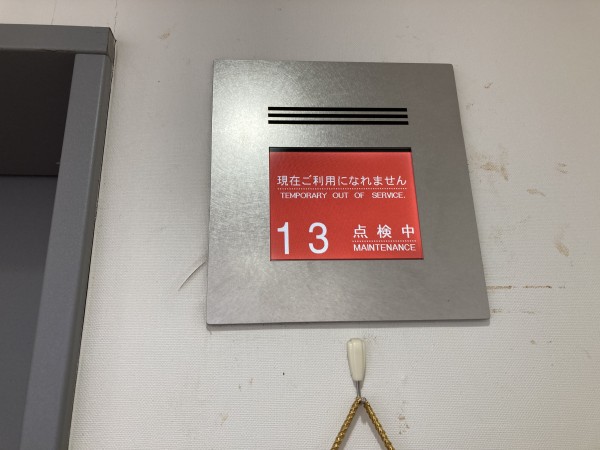 現在ご利用になれません
TEMPORARY OUT OF SERVICE.
13 点検中
MAINTENANCE